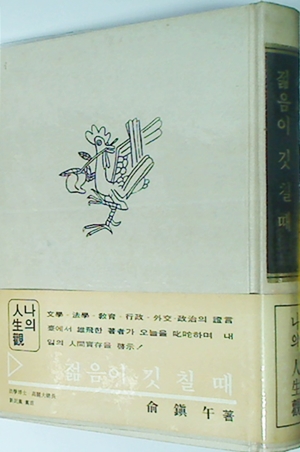 젊음이 깃 칠 때
나의
人生觀
文學·法學·敎育·行政·外交·政治의 證言
臺에서 雄飛한 著者가 오늘을 叱咤하며 내
일의 人間實存을 啓示!
젊음이 깃 칠 때
兪鎭午著
나의
人生觀